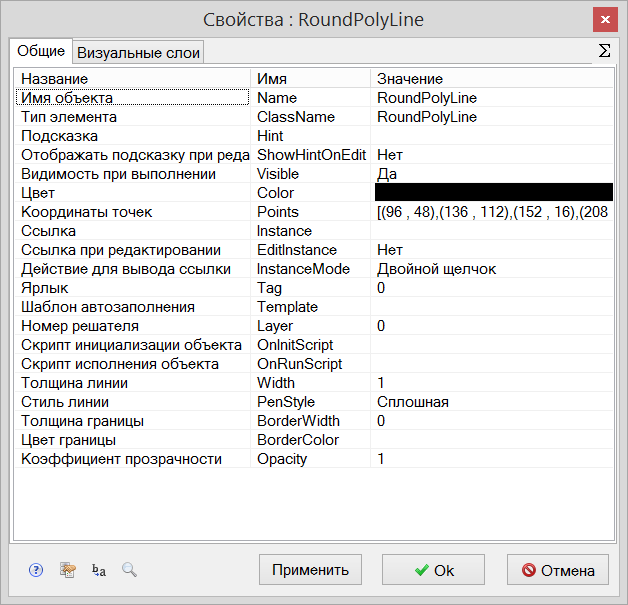 Свойства : RoundPolyLine
Общие Визуальные слои Σ
Название Имя Значение
Имя объекта Name RoundPolyLine
Тип элемента ClassName RoundPolyLine
Подсказка Hint
Отображать подсказку при реда ShowHintOnEdit Нет
Видимость при выполнении Visible Да
Цвет Color
Координаты точек Points [(96 , 48),(136 , 112),(152 , 16),(208
Ссылка Instance
Ссылка при редактировании EditInstance Нет
Действие для вывода ссылки InstanceMode Двойной щелчок
Ярлык Tag 0
Шаблон автозаполнения Template
Номер решателя Layer 0
Скрипт инициализации объекта OnInitScript
Скрипт исполнения объекта OnRunScript
Толщина линии Width 1
Стиль линии PenStyle Сплошная
Толщина границы BorderWidth 0
Цвет границы BorderColor
Коэффициент прозрачности Opacity 1
? b a Применить Ok Отмена